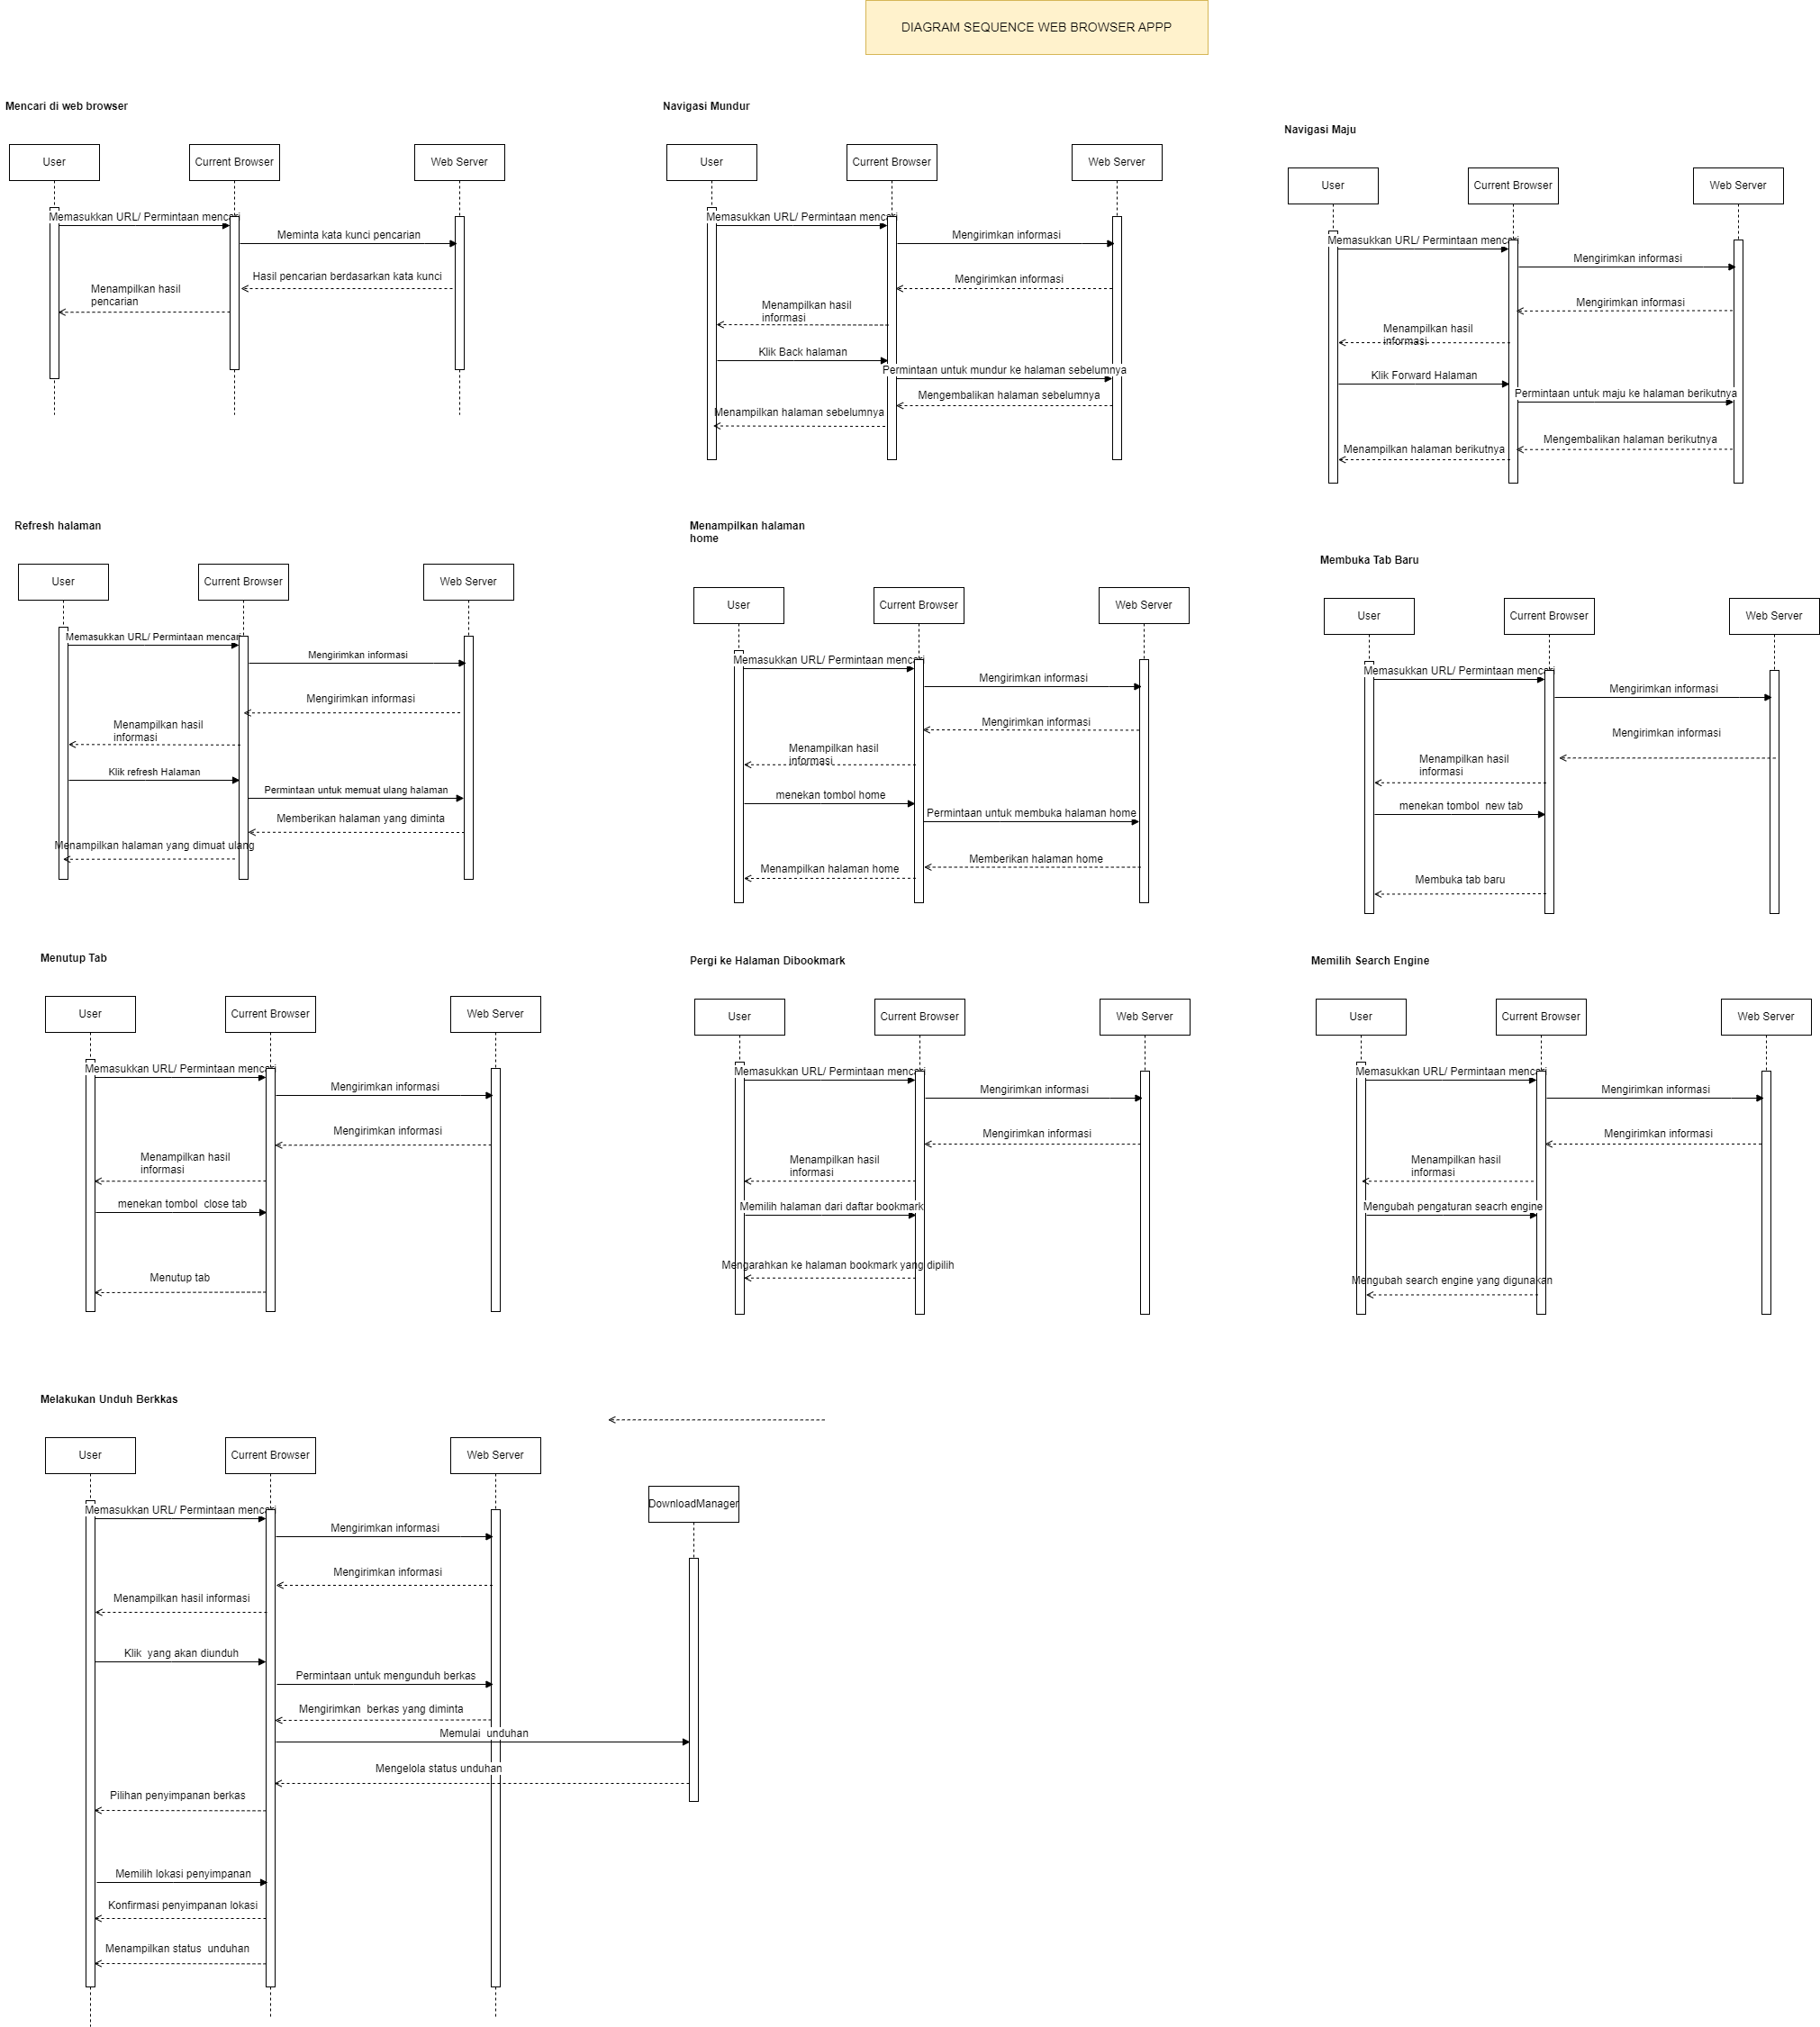 DIAGRAM SEQUENCE WEB BROWSER APPP
Mencari di web browser
User
Current Browser
Web Server
Memasukkan URL/ Permintaan mencari
Meminta kata kunci pencarian
Hasil pencarian berdasarkan kata kunci
Menampilkan hasil
pencarian
Navigasi Mundur
User
Current Browser
Web Server
Memasukkan URL/ Permintaan mencari
Mengirimkan informasi
Mengirimkan informasi
Menampilkan hasil
informasi
Klik Back halaman
Permintaan untuk mundur ke halaman sebelumnya
Mengembalikan halaman sebelumnya
Menampilkan halaman sebelumnya
Navigasi Maju
User
Current Browser
Web Server
Memasukkan URL/ Permintaan mencari
Mengirimkan informasi
Mengirimkan informasi
Menampilkan hasil
informasi
Klik Forward Halaman
Permintaan untuk maju ke halaman berikutnya
Mengembalikan halaman berikutnya
Menampilkan halaman berikutnya
Refresh halaman
User
Current Browser
Web Server
Memasukkan URL/ Permintaan mencari
Mengirimkan informasi
Mengirimkan informasi
Menampilkan hasil
informasi
Klik refresh Halaman
Permintaan untuk memuat ulang halaman
Memberikan halaman yang diminta
Menampilkan halaman yang dimuat ulang
Menampilkan halaman
home
User
Current Browser
Web Server
Memasukkan URL/ Permintaan mencari
Mengirimkan informasi
Mengirimkan informasi
Menampilkan hasil
informasi
menekan tombol home
Permintaan untuk membuka halaman home
Memberikan halaman home
Menampilkan halaman home
Membuka Tab Baru
User
Current Browser
Web Server
Memasukkan URL/ Permintaan mencari
Mengirimkan informasi
Mengirimkan informasi
Menampilkan hasil
informasi
menekan tombol  new tab
Membuka tab baru
Menutup Tab
User
Current Browser
Web Server
Memasukkan URL/ Permintaan mencari
Mengirimkan informasi
Mengirimkan informasi
Menampilkan hasil
informasi
menekan tombol  close tab
Menutup tab
Pergi ke Halaman Dibookmark
User
Current Browser
Web Server
Memasukkan URL/ Permintaan mencari
Mengirimkan informasi
Mengirimkan informasi
Menampilkan hasil
informasi
Memilih halaman dari daftar bookmark
Mengarahkan ke halaman bookmark yang dipilih
Memilih Search Engine
User
Current Browser
Web Server
Memasukkan URL/ Permintaan mencari
Mengirimkan informasi
Mengirimkan informasi
Menampilkan hasil
informasi
Mengubah pengaturan seacrh engine
Mengubah search engine yang digunakan
Melakukan Unduh Berkkas
User
Current Browser
Web Server
DownloadManager
Memasukkan URL/ Permintaan mencari
Mengirimkan informasi
Mengirimkan informasi
Menampilkan hasil informasi
Klik  yang akan diunduh
Permintaan untuk mengunduh berkas
Mengirimkan  berkas yang diminta
Memulai  unduhan
Mengelola status unduhan
Pilihan penyimpanan berkas
Memilih lokasi penyimpanan
Konfirmasi penyimpanan lokasi
Menampilkan status  unduhan